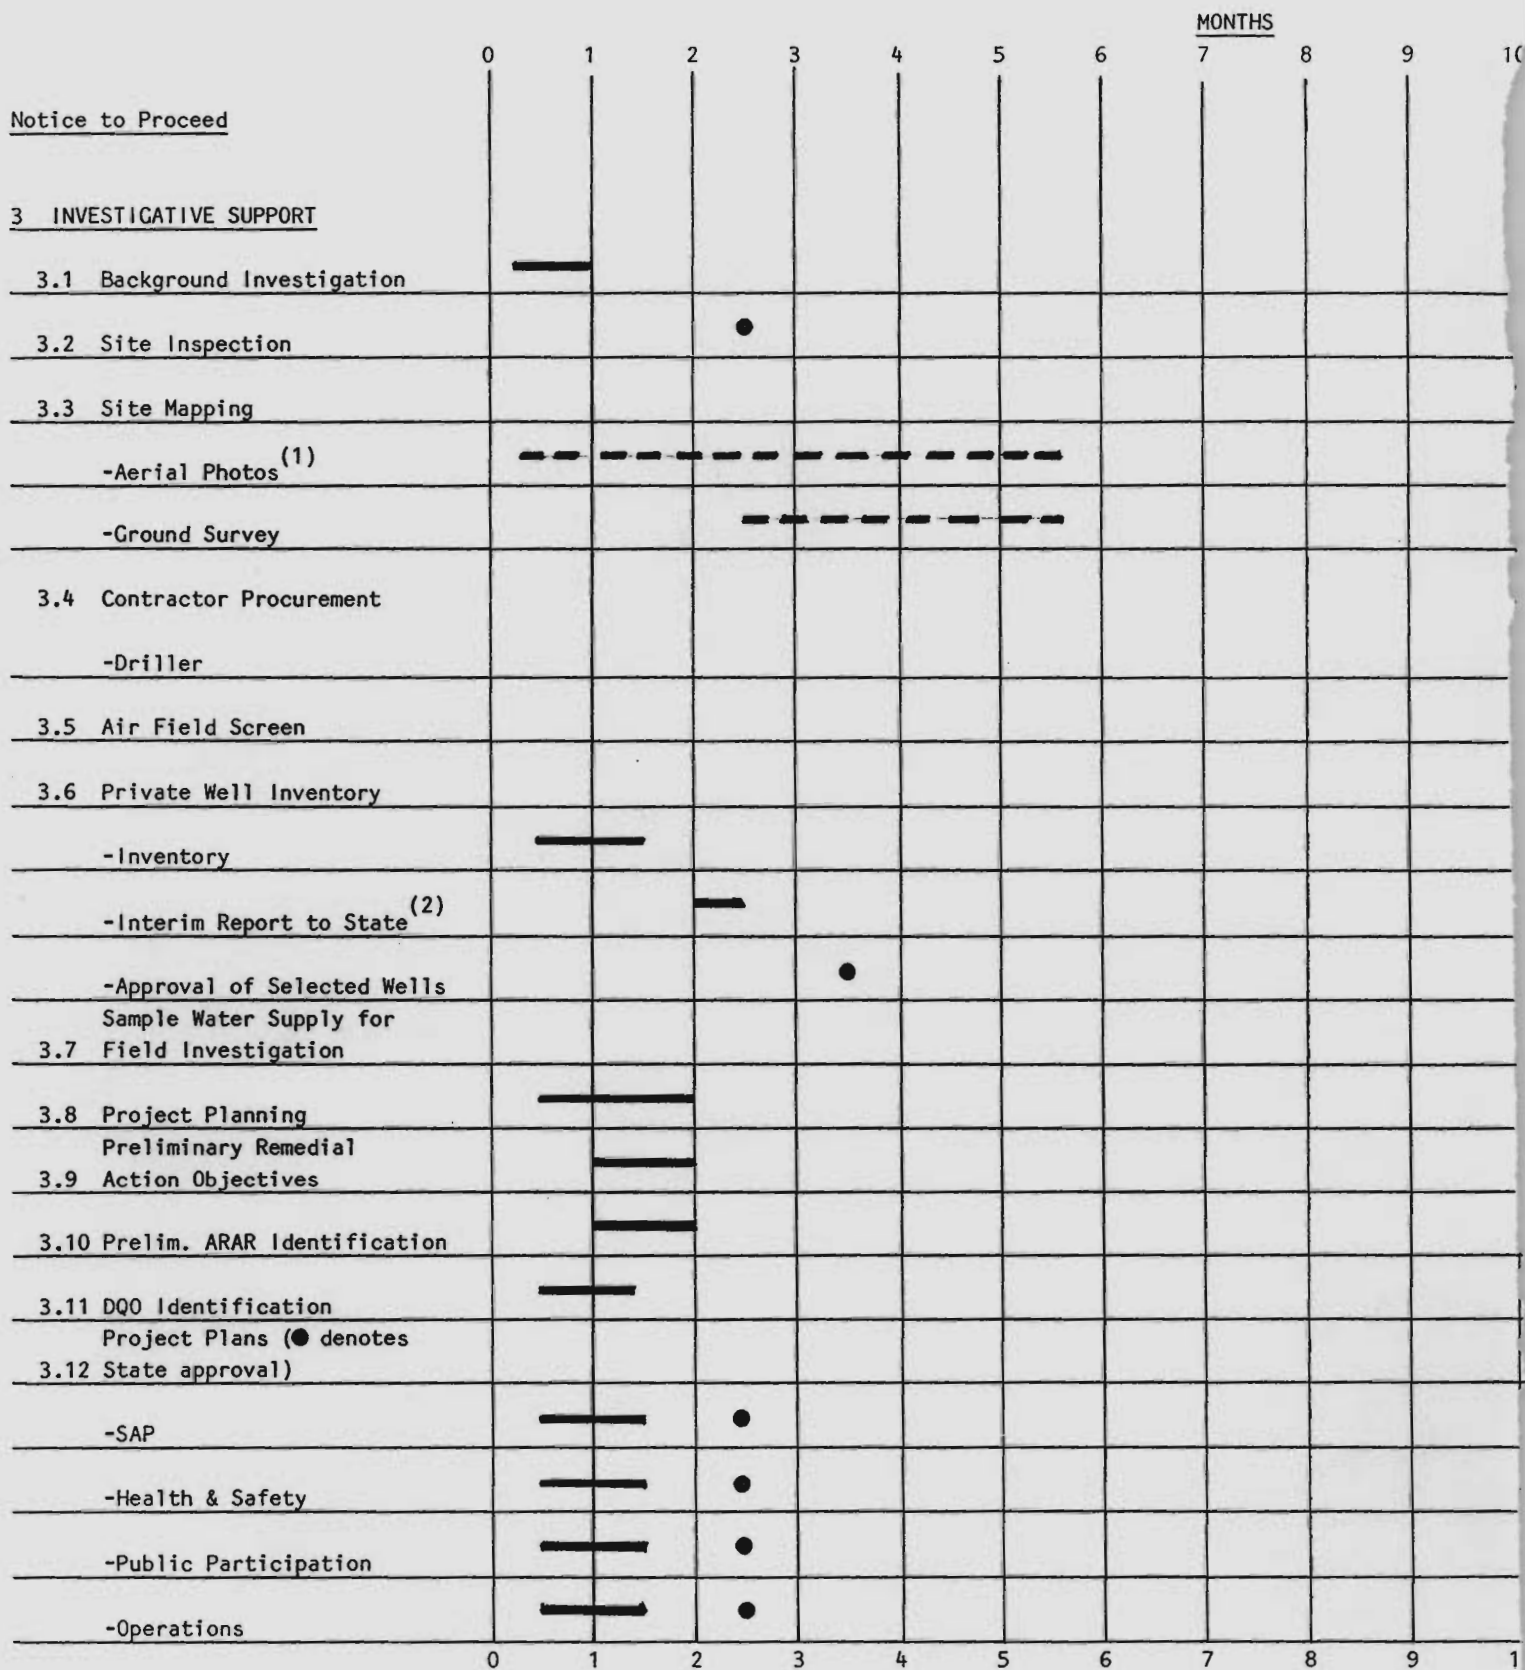 MONTHS
0 1 2 3 4 5 6 7 8 9 10
Notice to Proceed
3 INVESTIGATIVE SUPPORT
3.1 Background Investigation
3.2 Site Inspection
3.3 Site Mapping
-Aerial Photos(1)
-Ground Survey
3.4 Contractor Procurement
-Driller
3.5 Air Field Screen
3.6 Private Well Inventory
-Inventory
-Interim Report to State(2)
-Approval of Selected Wells
Sample Water Supply for
3.7 Field Investigation
3.8 Project Planning
Preliminary Remedial
3.9 Action Objectives
3.10 Prelim. ARAR Identification
3.11 DQO Identification
Project Plans (● denotes
3.12 State approval)
-SAP
-Health & Safety
-Public Participation
-Operations
0 1 2 3 4 5 6 7 8 9 1